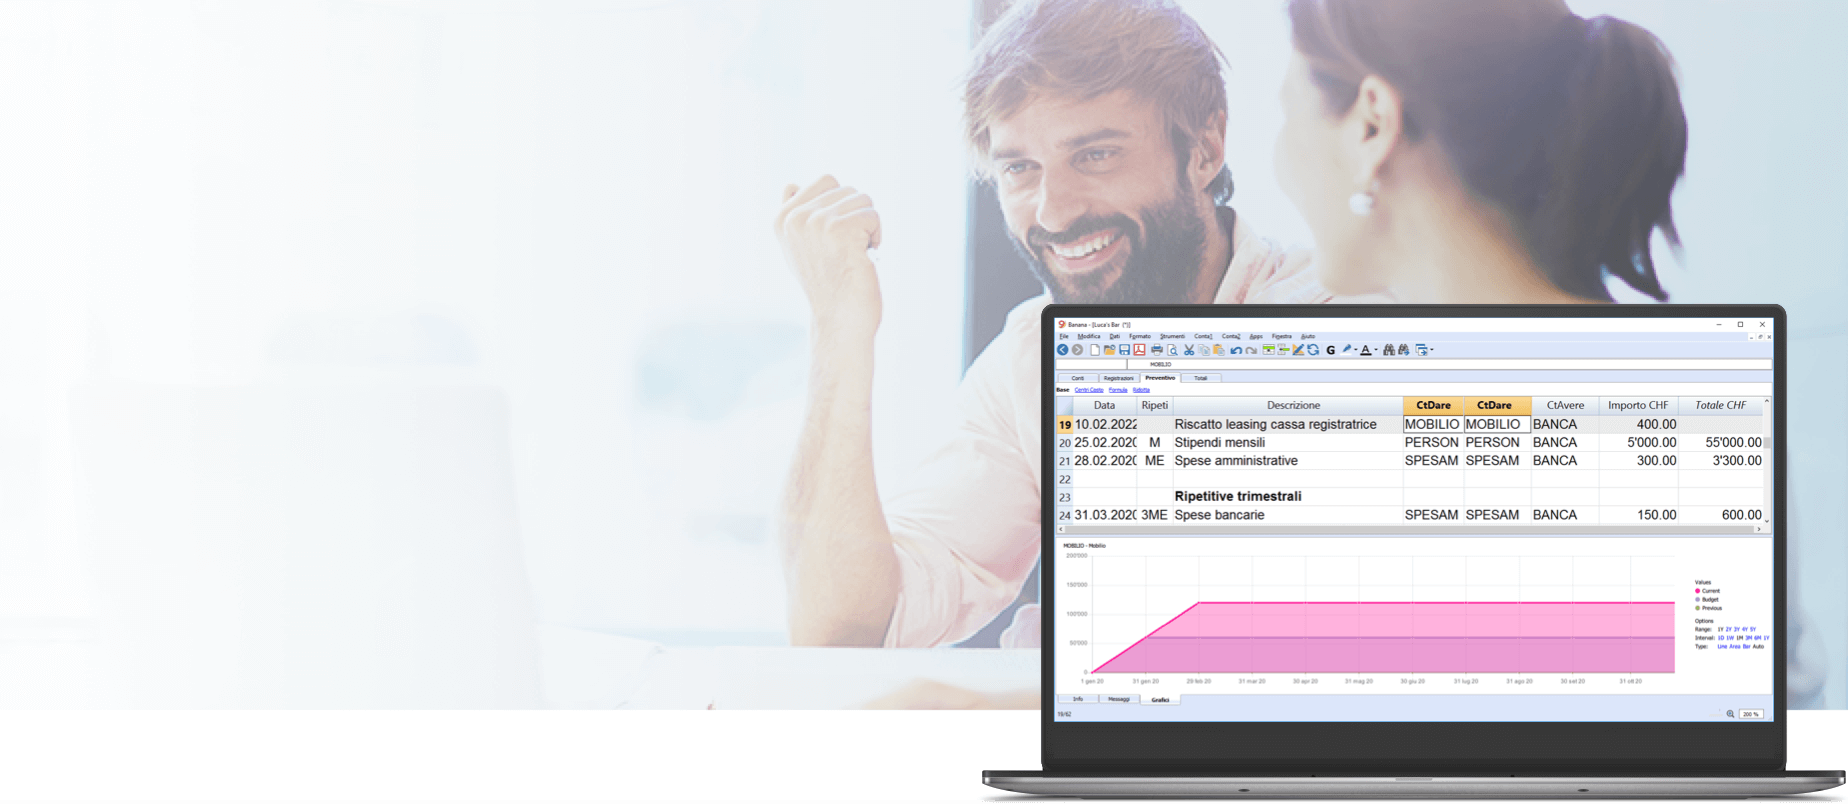 Banana - [Luca's Bar (*)]
File Modifica Dati Formato Strumenti Conta1 Conta2 Apps Finestra Aiuto
G A
MOBILIO
Conti Registrazioni Preventivo Totali
Base Centri Costo Formula Ridotta
Data Ripeti Descrizione CtDare CtDare CtAvere Importo CHF Totale CHF
19 10.02.2022 Riscatto leasing cassa registratrice MOBILIO MOBILIO BANCA 400.00
20 25.02.2020 M Stipendi mensili PERSON PERSON BANCA 5'000.00 55'000.00
21 28.02.2020 ME Spese amministrative SPESAM SPESAM BANCA 300.00 3'300.00
22
23 Ripetitive trimestrali
24 31.03.2020 3ME Spese bancarie SPESAM SPESAM BANCA 150.00 600.00
MOBILIO - Mobilio
200'000
150'000
100'000
50'000
0
1 gen 20 31 gen 20 29 feb 20 31 mar 20 30 apr 20 31 mag 20 30 giu 20 31 lug 20 31 ago 20 30 set 20 31 ott 20
Values
Current
Budget
Previous
Options
Range: 1Y 2Y 3Y 4Y 5Y
Interval: 1D 1W 1M 3M 6M 1Y
Type: Line Area Bar Auto
Info Messaggi Grafici
19/62
200 %